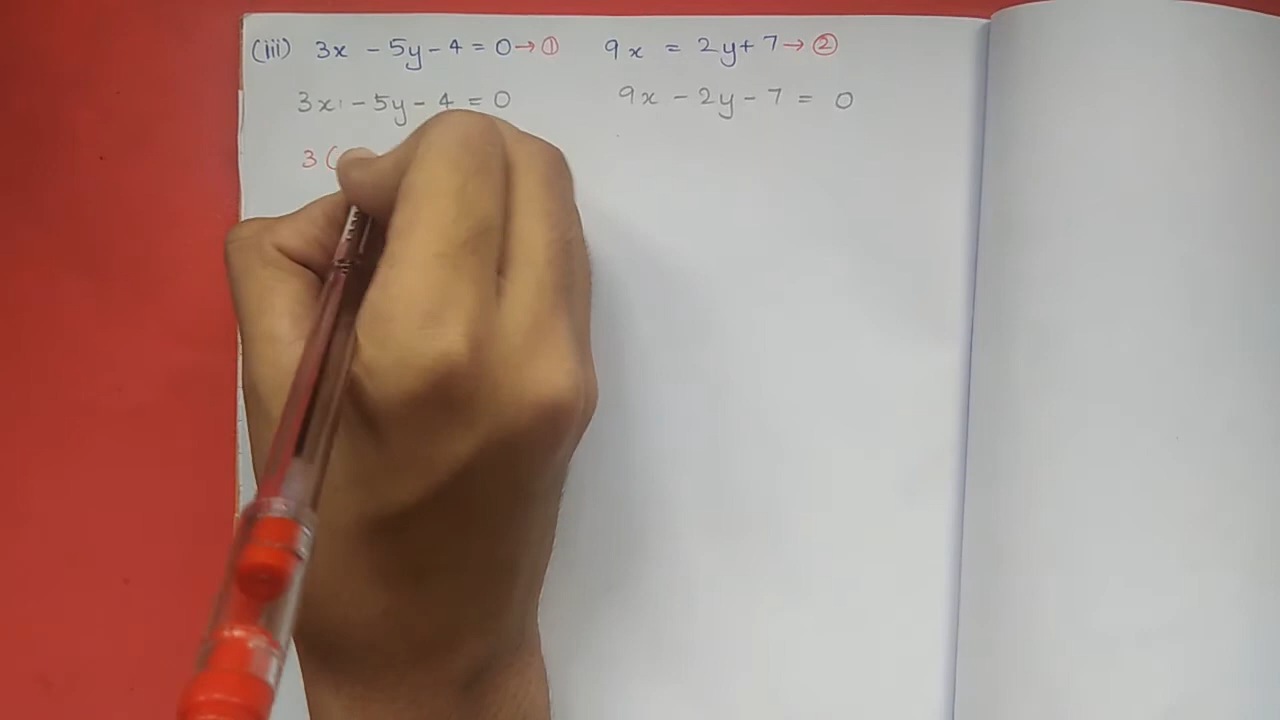 (iii) 3x - 5y - 4 = 0 → ① 9x = 2y + 7 → ②
3x - 5y - 4 = 0 9x - 2y - 7 = 0
3 (